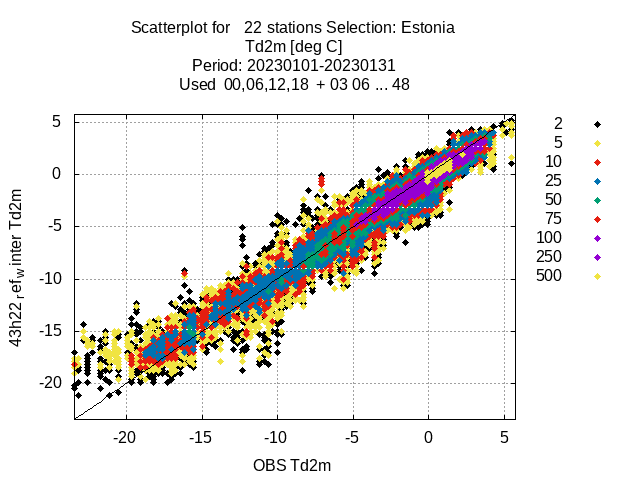 Scatterplot for 22 stations Selection: Estonia
Td2m [deg C]
Period: 20230101-20230131
Used 00,06,12,18 + 03 06 ... 48
5
0
-5
-10
-15
-20
43h22_ref_winter Td2m
-20 -15 -10 -5 0 5
OBS Td2m
2
5
10
25
50
75
100
250
500